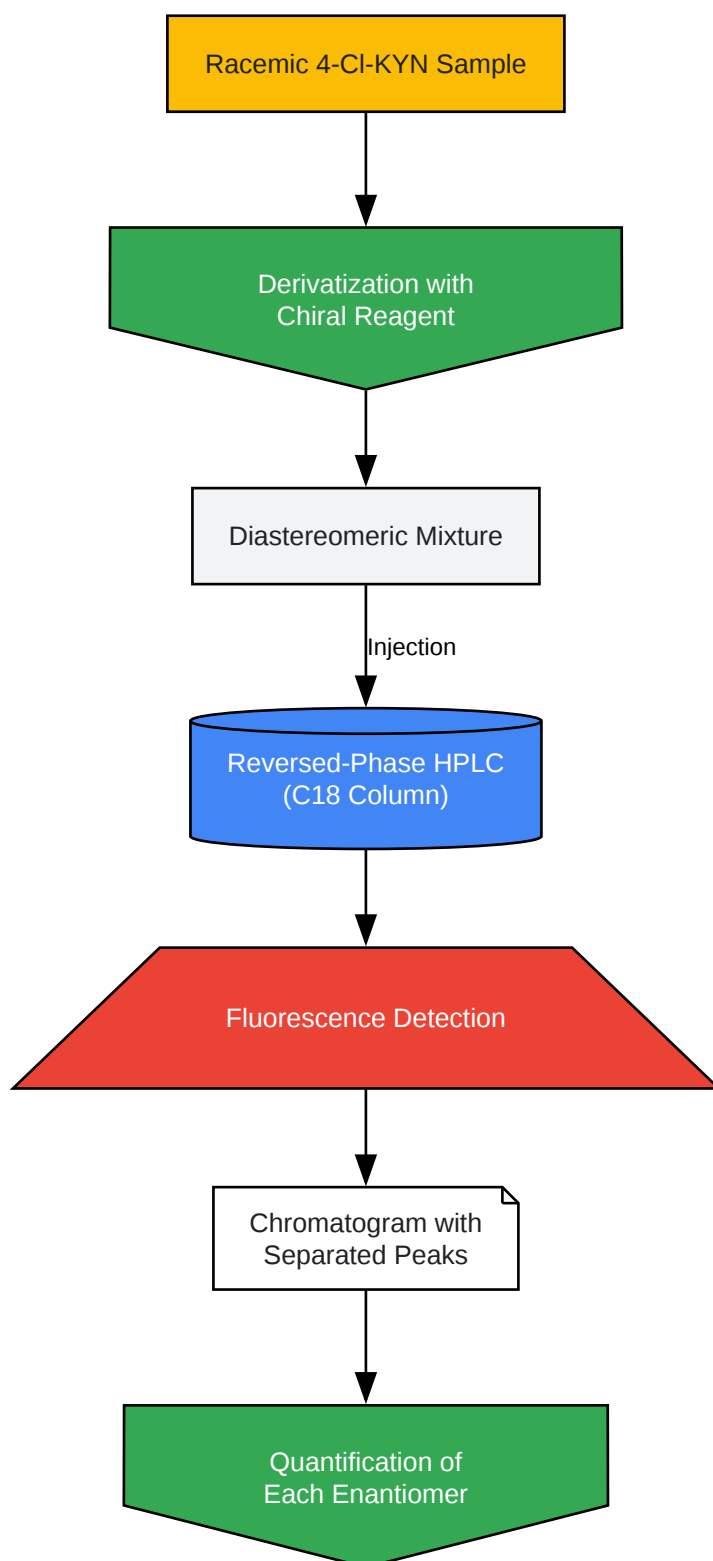 Racemic 4-Cl-KYN Sample
Derivatization with
Chiral Reagent
Diastereomeric Mixture
Injection
Reversed-Phase HPLC
(C18 Column)
Fluorescence Detection
Chromatogram with
Separated Peaks
Quantification of
Each Enantiomer